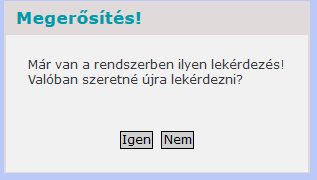 Megerősítés!
Már van a rendszerben ilyen lekérdezés!
Valóban szeretné újra lekérdezni?
Igen Nem